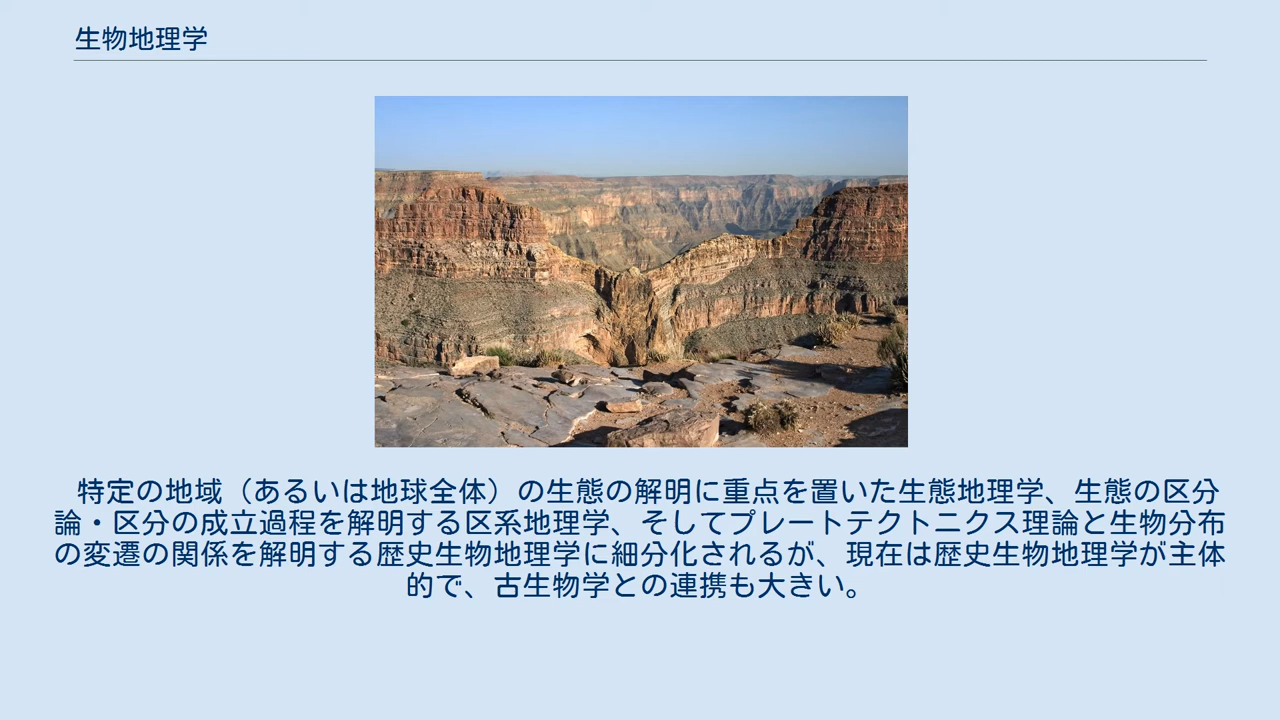 生物地理学
特定の地域（あるいは地球全体）の生態の解明に重点を置いた生態地理学、生態の区分
論・区分の成立過程を解明する区系地理学、そしてプレートテクトニクス理論と生物分布
の変遷の関係を解明する歴史生物地理学に細分化されるが、現在は歴史生物地理学が主体
的で、古生物学との連携も大きい。